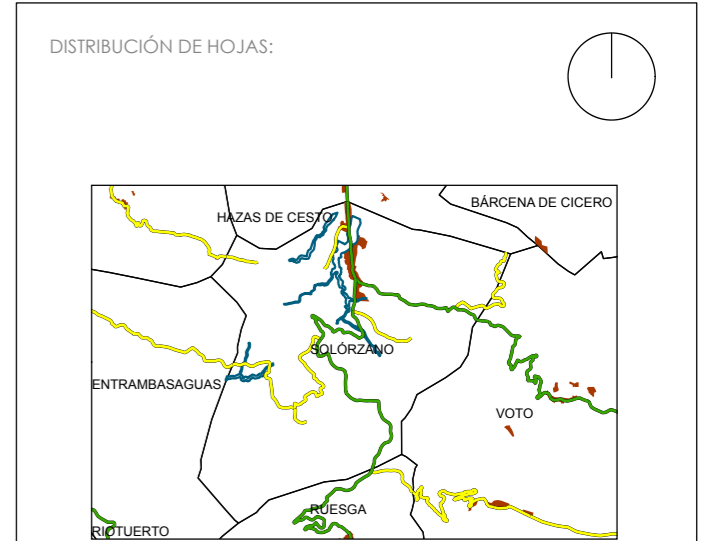 DISTRIBUCIÓN DE HOJAS:
BÁRCENA DE CICERO
HAZAS DE CESTO
SOLÓRZANO
ENTRAMBASAGUAS
VOTO
RUESGA
RIOTUERTO